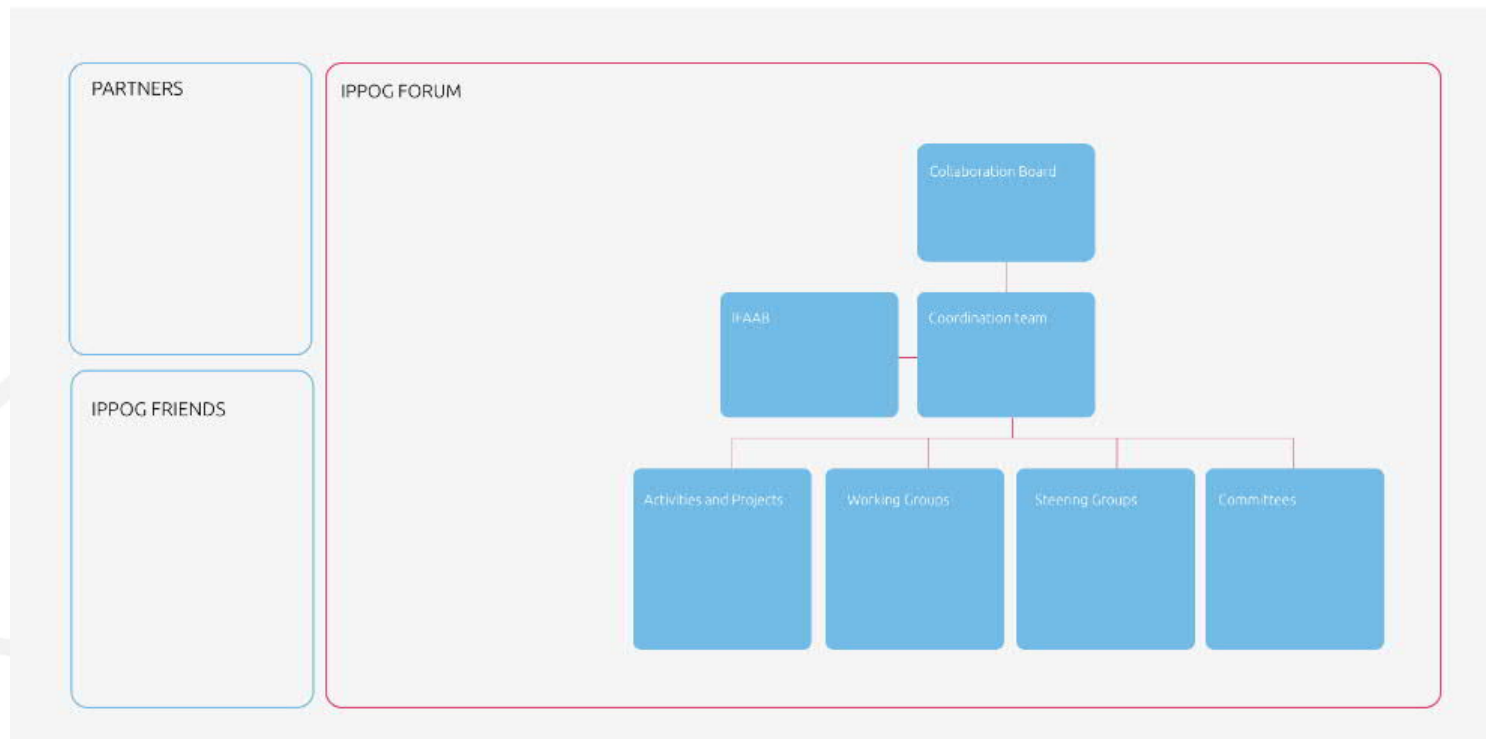 PARTNERS
IPPOG FORUM
Collaboration Board
IFAAB
Coordination team
IPPOG FRIENDS
Activities and Projects
Working Groups
Steering Groups
Committees